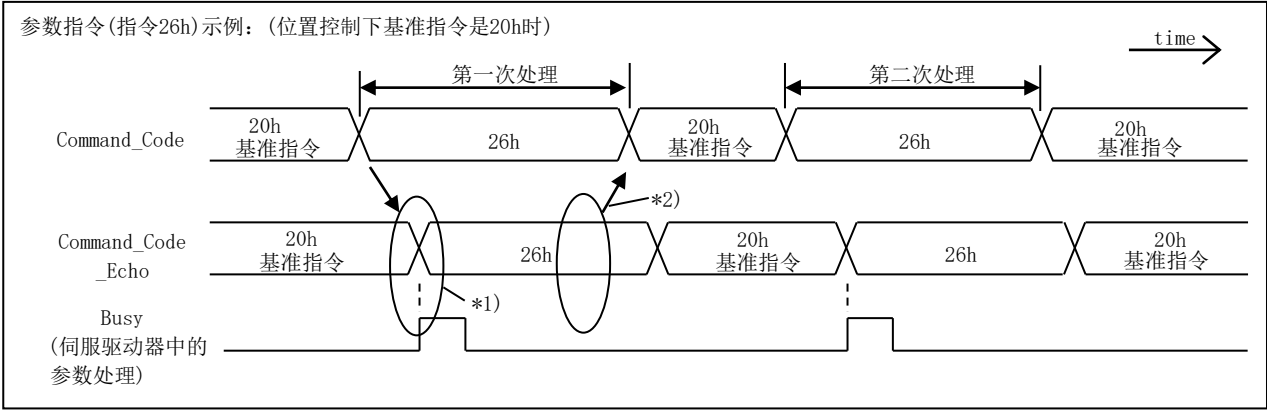 参数指令(指令26h)示例：(位置控制下基准指令是20h时)
time
第一次处理
第二次处理
Command_Code
20h
基准指令
26h
20h
基准指令
26h
20h
基准指令
*2)
Command_Code
_Echo
20h
基准指令
26h
20h
基准指令
26h
20h
基准指令
*1)
Busy
(伺服驱动器中的
参数处理)